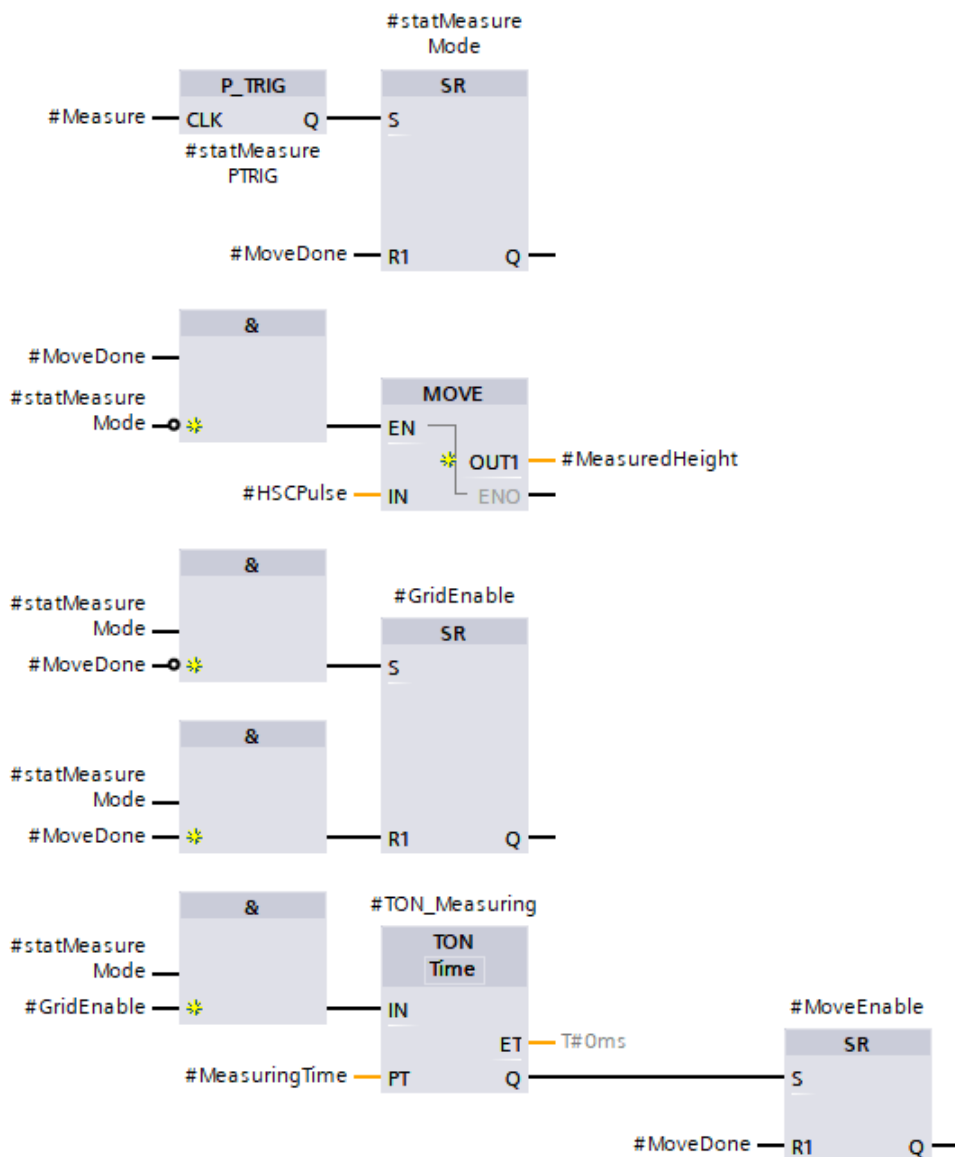 #statMeasure
Mode
P_TRIG
SR
#Measure
CLK
Q
S
#statMeasure
PTRIG
#MoveDone
R1
Q
&
#MoveDone
#statMeasure
Mode
MOVE
EN
OUT1
#MeasuredHeight
#HSCPulse
IN
ENO
&
#statMeasure
Mode
#GridEnable
SR
#MoveDone
S
&
#statMeasure
Mode
#MoveDone
R1
Q
&
#TON_Measuring
TON
Time
#statMeasure
Mode
#GridEnable
IN
#MoveEnable
SR
ET
T#0ms
#MeasuringTime
PT
Q
S
#MoveDone
R1
Q